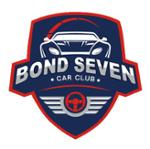 BOND SEVEN
• CAR CLUB •